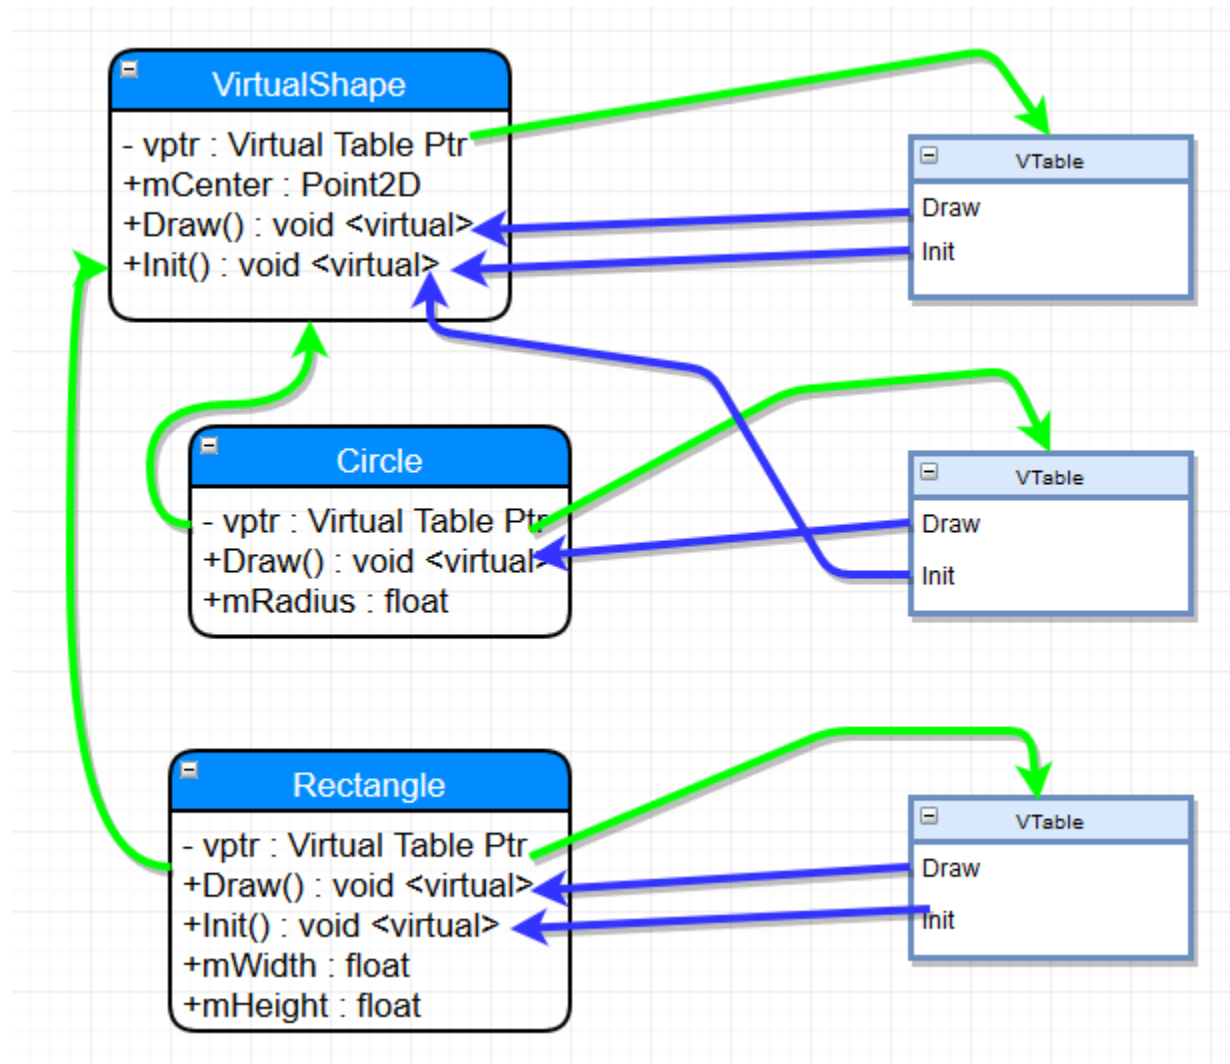 VirtualShape
- vptr : Virtual Table Ptr
+mCenter : Point2D
+Draw() : void <virtual>
+Init() : void <virtual>
VTable
Draw
Init
Circle
- vptr : Virtual Table Ptr
+Draw() : void <virtual>
+mRadius : float
VTable
Draw
Init
Rectangle
- vptr : Virtual Table Ptr
+Draw() : void <virtual>
+Init() : void <virtual>
+mWidth : float
+mHeight : float
VTable
Draw
Init